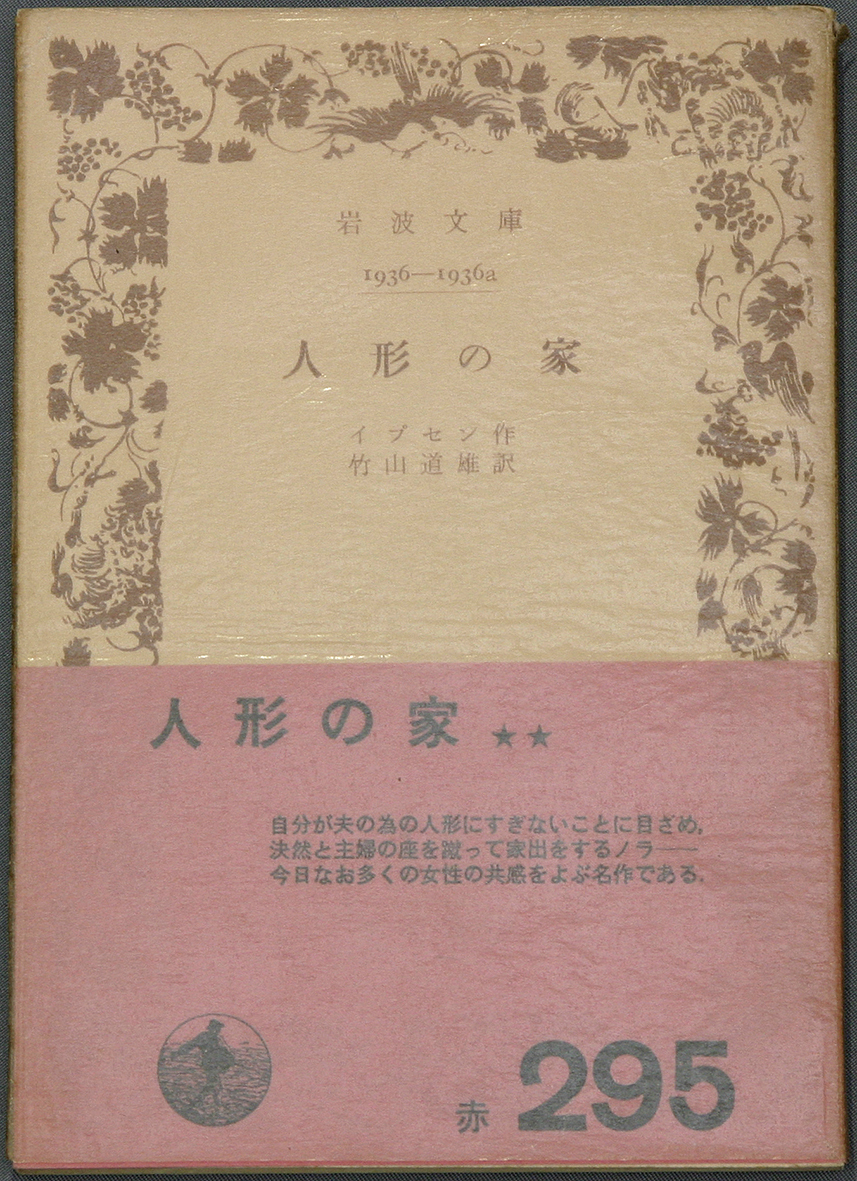 岩波文庫
1936—1936a
人形の家
イプセン作
竹山道雄訳
人形の家★★
自分が夫の為の人形にすぎないことに目ざめ,
決然と主婦の座を蹴って家出をするノラ——
今日なお多くの女性の共感をよぶ名作である.
赤 295